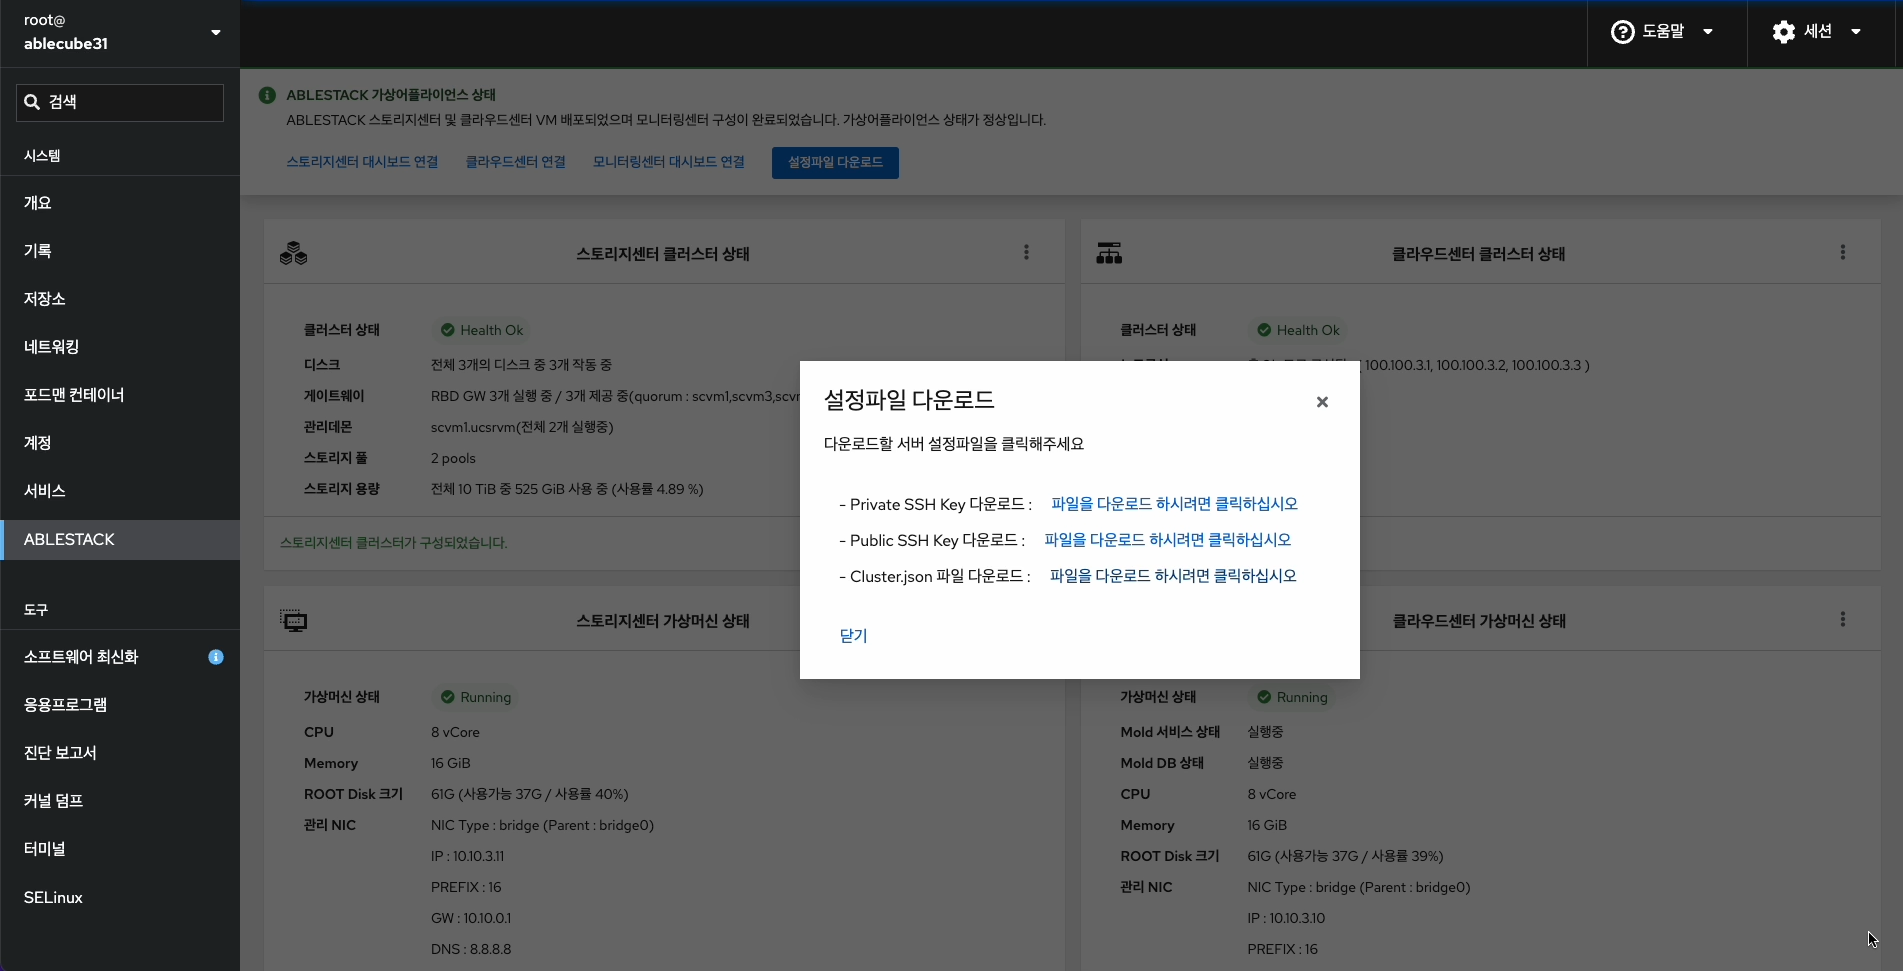 root@
ablecube31
도움말
세션
검색
시스템
개요
기록
저장소
네트워킹
포드맨 컨테이너
계정
서비스
ABLESTACK
도구
소프트웨어 최신화
응용프로그램
진단 보고서
커널 덤프
터미널
SELinux
ABLESTACK 가상어플라이언스 상태
ABLESTACK 스토리지센터 및 클라우드센터 VM 배포되었으며 모니터링센터 구성이 완료되었습니다. 가상어플라이언스 상태가 정상입니다.
스토리지센터 대시보드 연결 클라우드센터 연결 모니터링센터 대시보드 연결 설정파일 다운로드
스토리지센터 클러스터 상태
클러스터 상태 Health Ok
디스크 전체 3개의 디스크 중 3개 작동 중
게이트웨이 RBD GW 3개 실행 중 / 3개 제공 중(quorum : scvm1,scvm3,scvr
관리데몬 scvm1.ucsrvm(전체 2개 실행중)
스토리지 풀 2 pools
스토리지 용량 전체 10 TiB 중 525 GiB 사용 중 (사용률 4.89 %)
스토리지센터 클러스터가 구성되었습니다.
클라우드센터 클러스터 상태
클러스터 상태 Health Ok
, 100.100.3.1, 100.100.3.2, 100.100.3.3 )
설정파일 다운로드
다운로드할 서버 설정파일을 클릭해주세요
- Private SSH Key 다운로드 : 파일을 다운로드 하시려면 클릭하십시오
- Public SSH Key 다운로드 : 파일을 다운로드 하시려면 클릭하십시오
- Cluster.json 파일 다운로드 : 파일을 다운로드 하시려면 클릭하십시오
닫기
스토리지센터 가상머신 상태
가상머신 상태 Running
CPU 8 vCore
Memory 16 GiB
ROOT Disk 크기 61G (사용가능 37G / 사용률 40%)
관리 NIC NIC Type : bridge (Parent : bridge0)
IP : 10.10.3.11
PREFIX : 16
GW : 10.10.0.1
DNS : 8.8.8.8
클라우드센터 가상머신 상태
가상머신 상태 Running
Mold 서비스 상태 실행중
Mold DB 상태 실행중
CPU 8 vCore
Memory 16 GiB
ROOT Disk 크기 61G (사용가능 37G / 사용률 39%)
관리 NIC NIC Type : bridge (Parent : bridge0)
IP : 10.10.3.10
PREFIX : 16